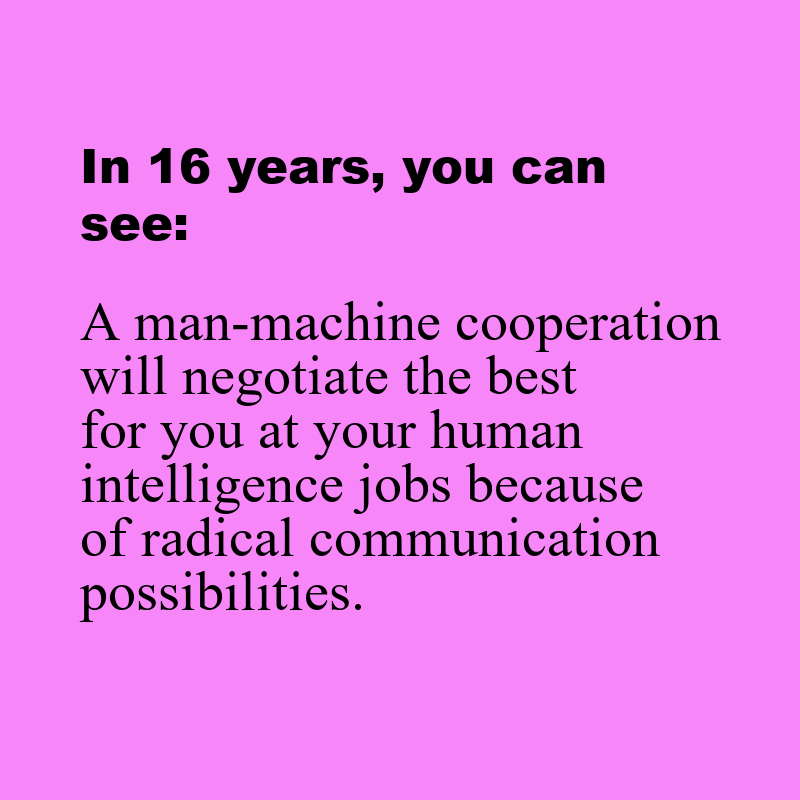 In 16 years, you can
see:
A man-machine cooperation
will negotiate the best
for you at your human
intelligence jobs because
of radical communication
possibilities.